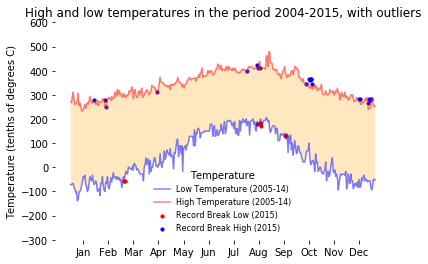 High and low temperatures in the period 2004-2015, with outliers
Temperature (tenths of degrees C)
600
500
400
300
200
100
0
−100
−200
−300
Jan Feb Mar Apr May Jun Jul Aug Sep Oct Nov Dec
Temperature
Low Temperature (2005-14)
High Temperature (2005-14)
Record Break Low (2015)
Record Break High (2015)